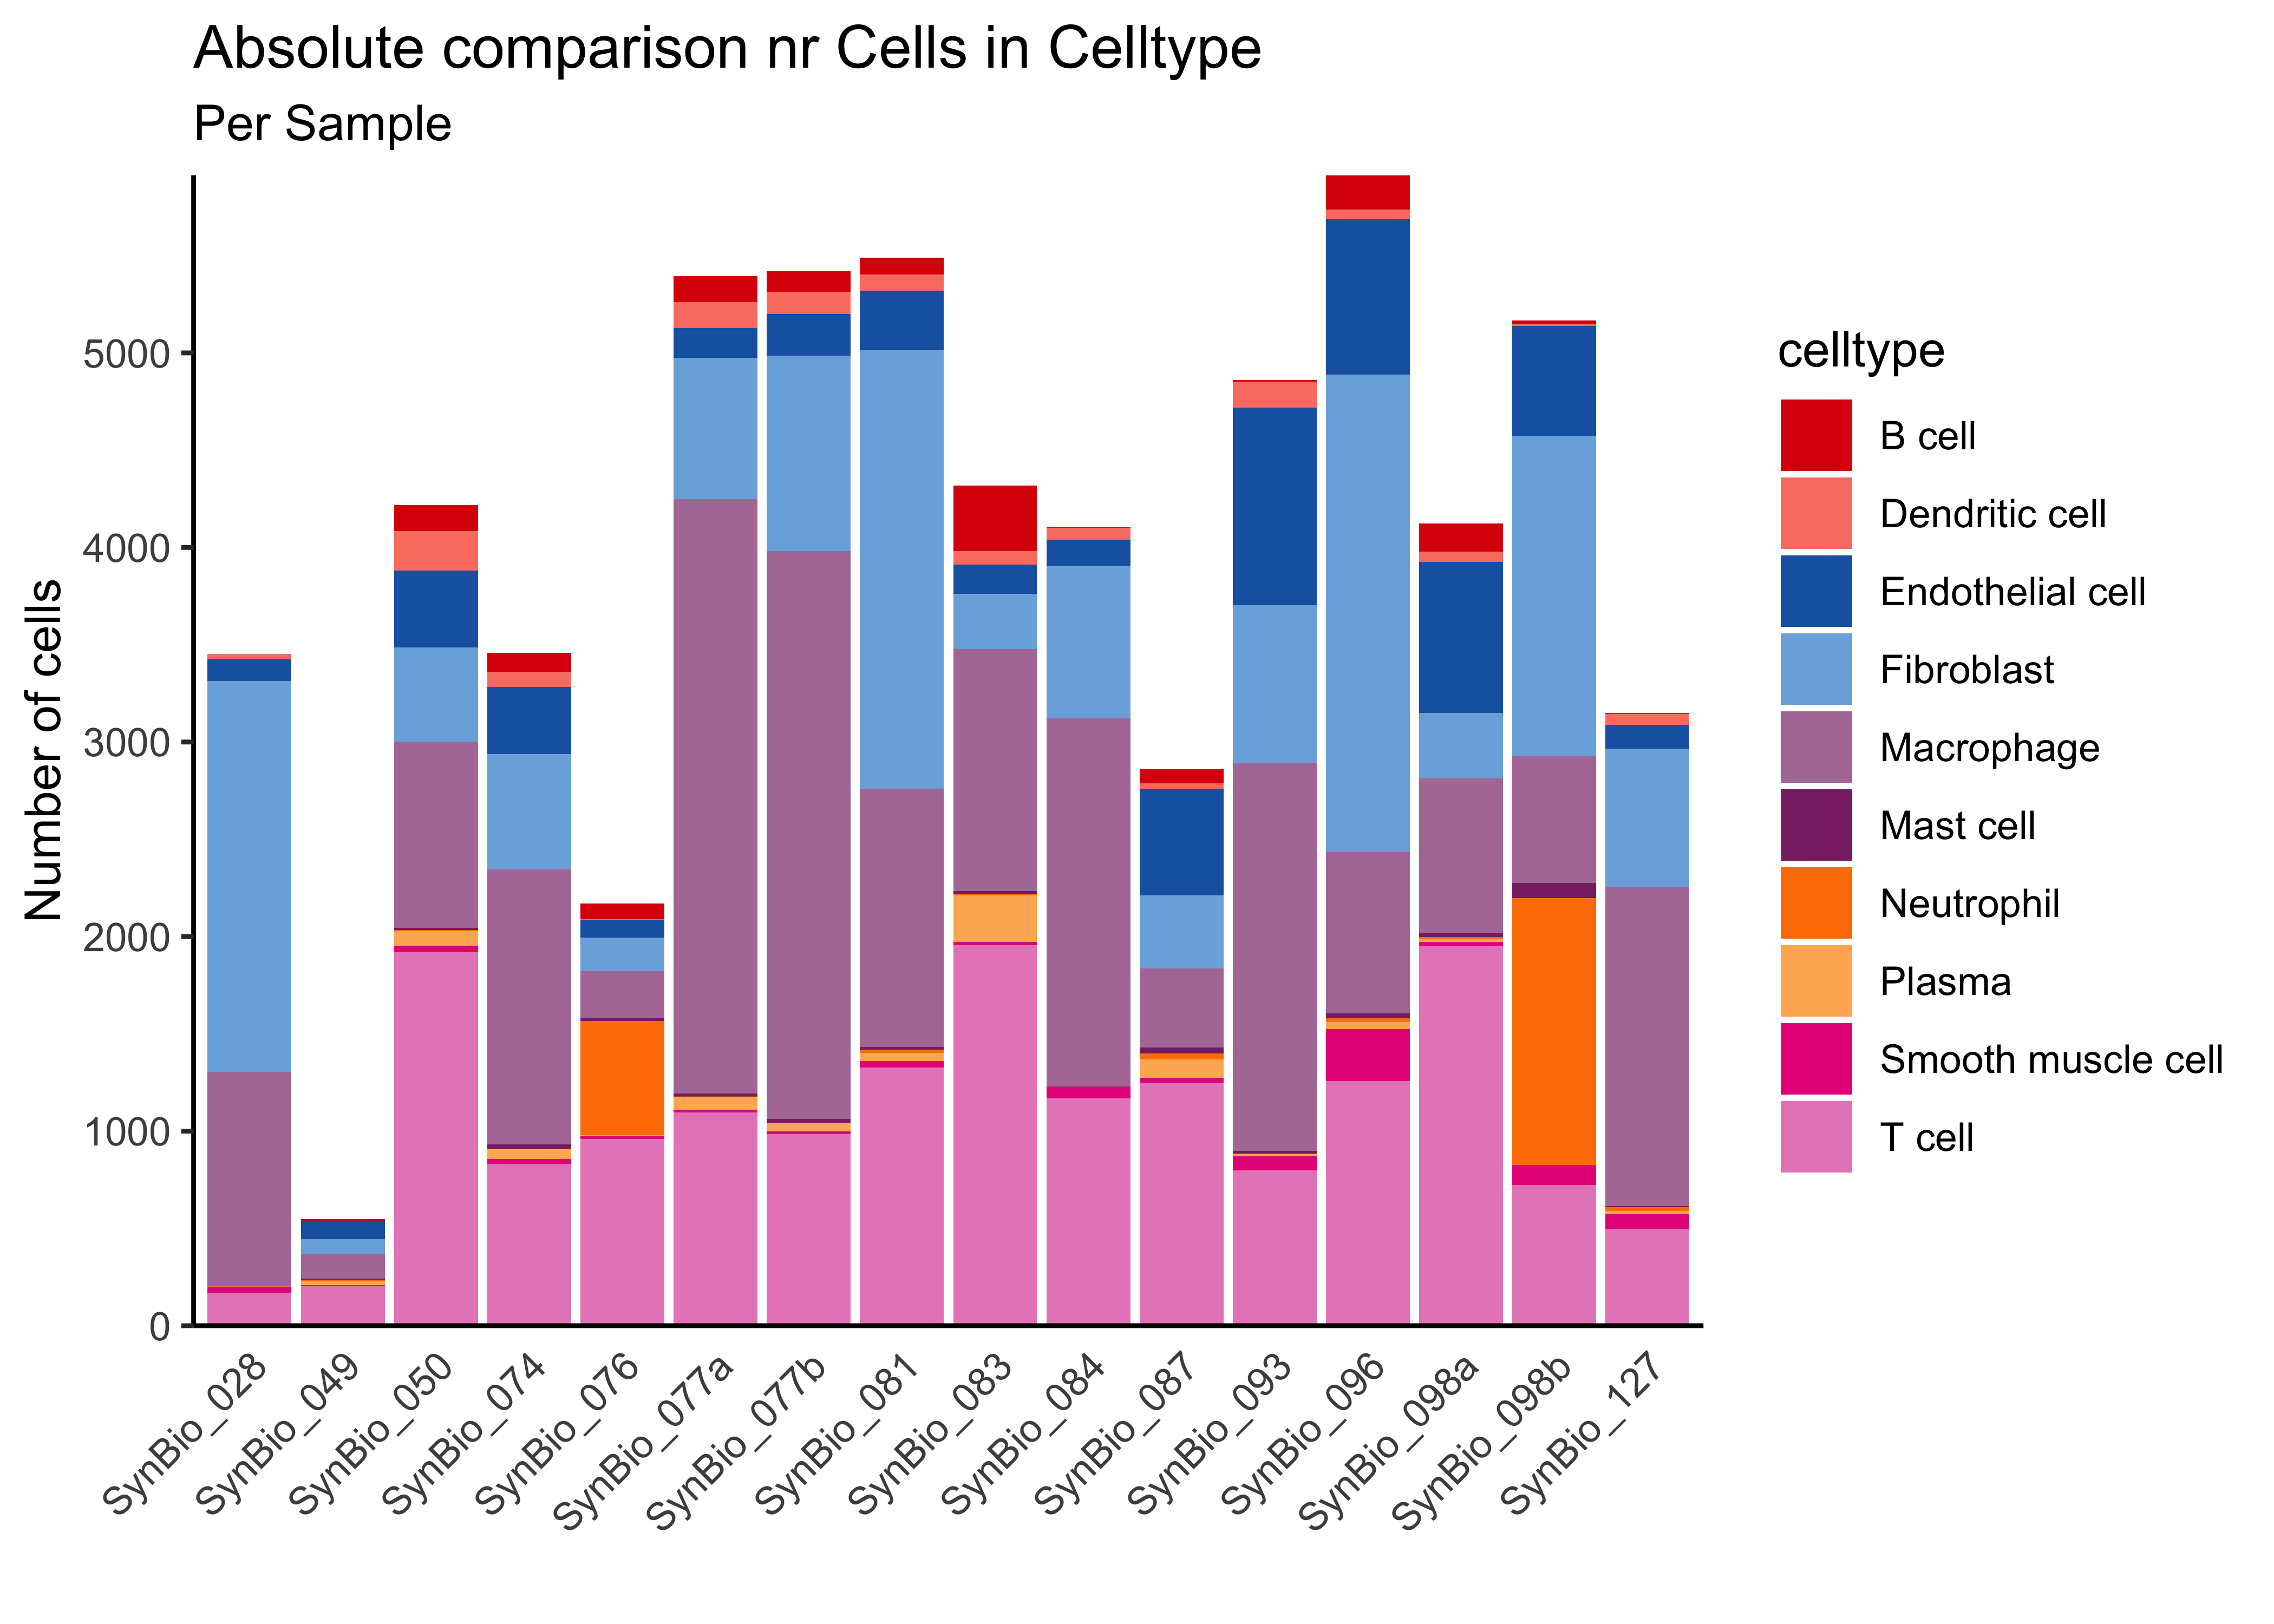 Absolute comparison nr Cells in Celltype
Per Sample
Number of cells
5000
4000
3000
2000
1000
0
SynBio_028
SynBio_049
SynBio_050
SynBio_074
SynBio_076
SynBio_077a
SynBio_077b
SynBio_081
SynBio_083
SynBio_084
SynBio_087
SynBio_093
SynBio_096
SynBio_098a
SynBio_098b
SynBio_127
celltype
B cell
Dendritic cell
Endothelial cell
Fibroblast
Macrophage
Mast cell
Neutrophil
Plasma
Smooth muscle cell
T cell